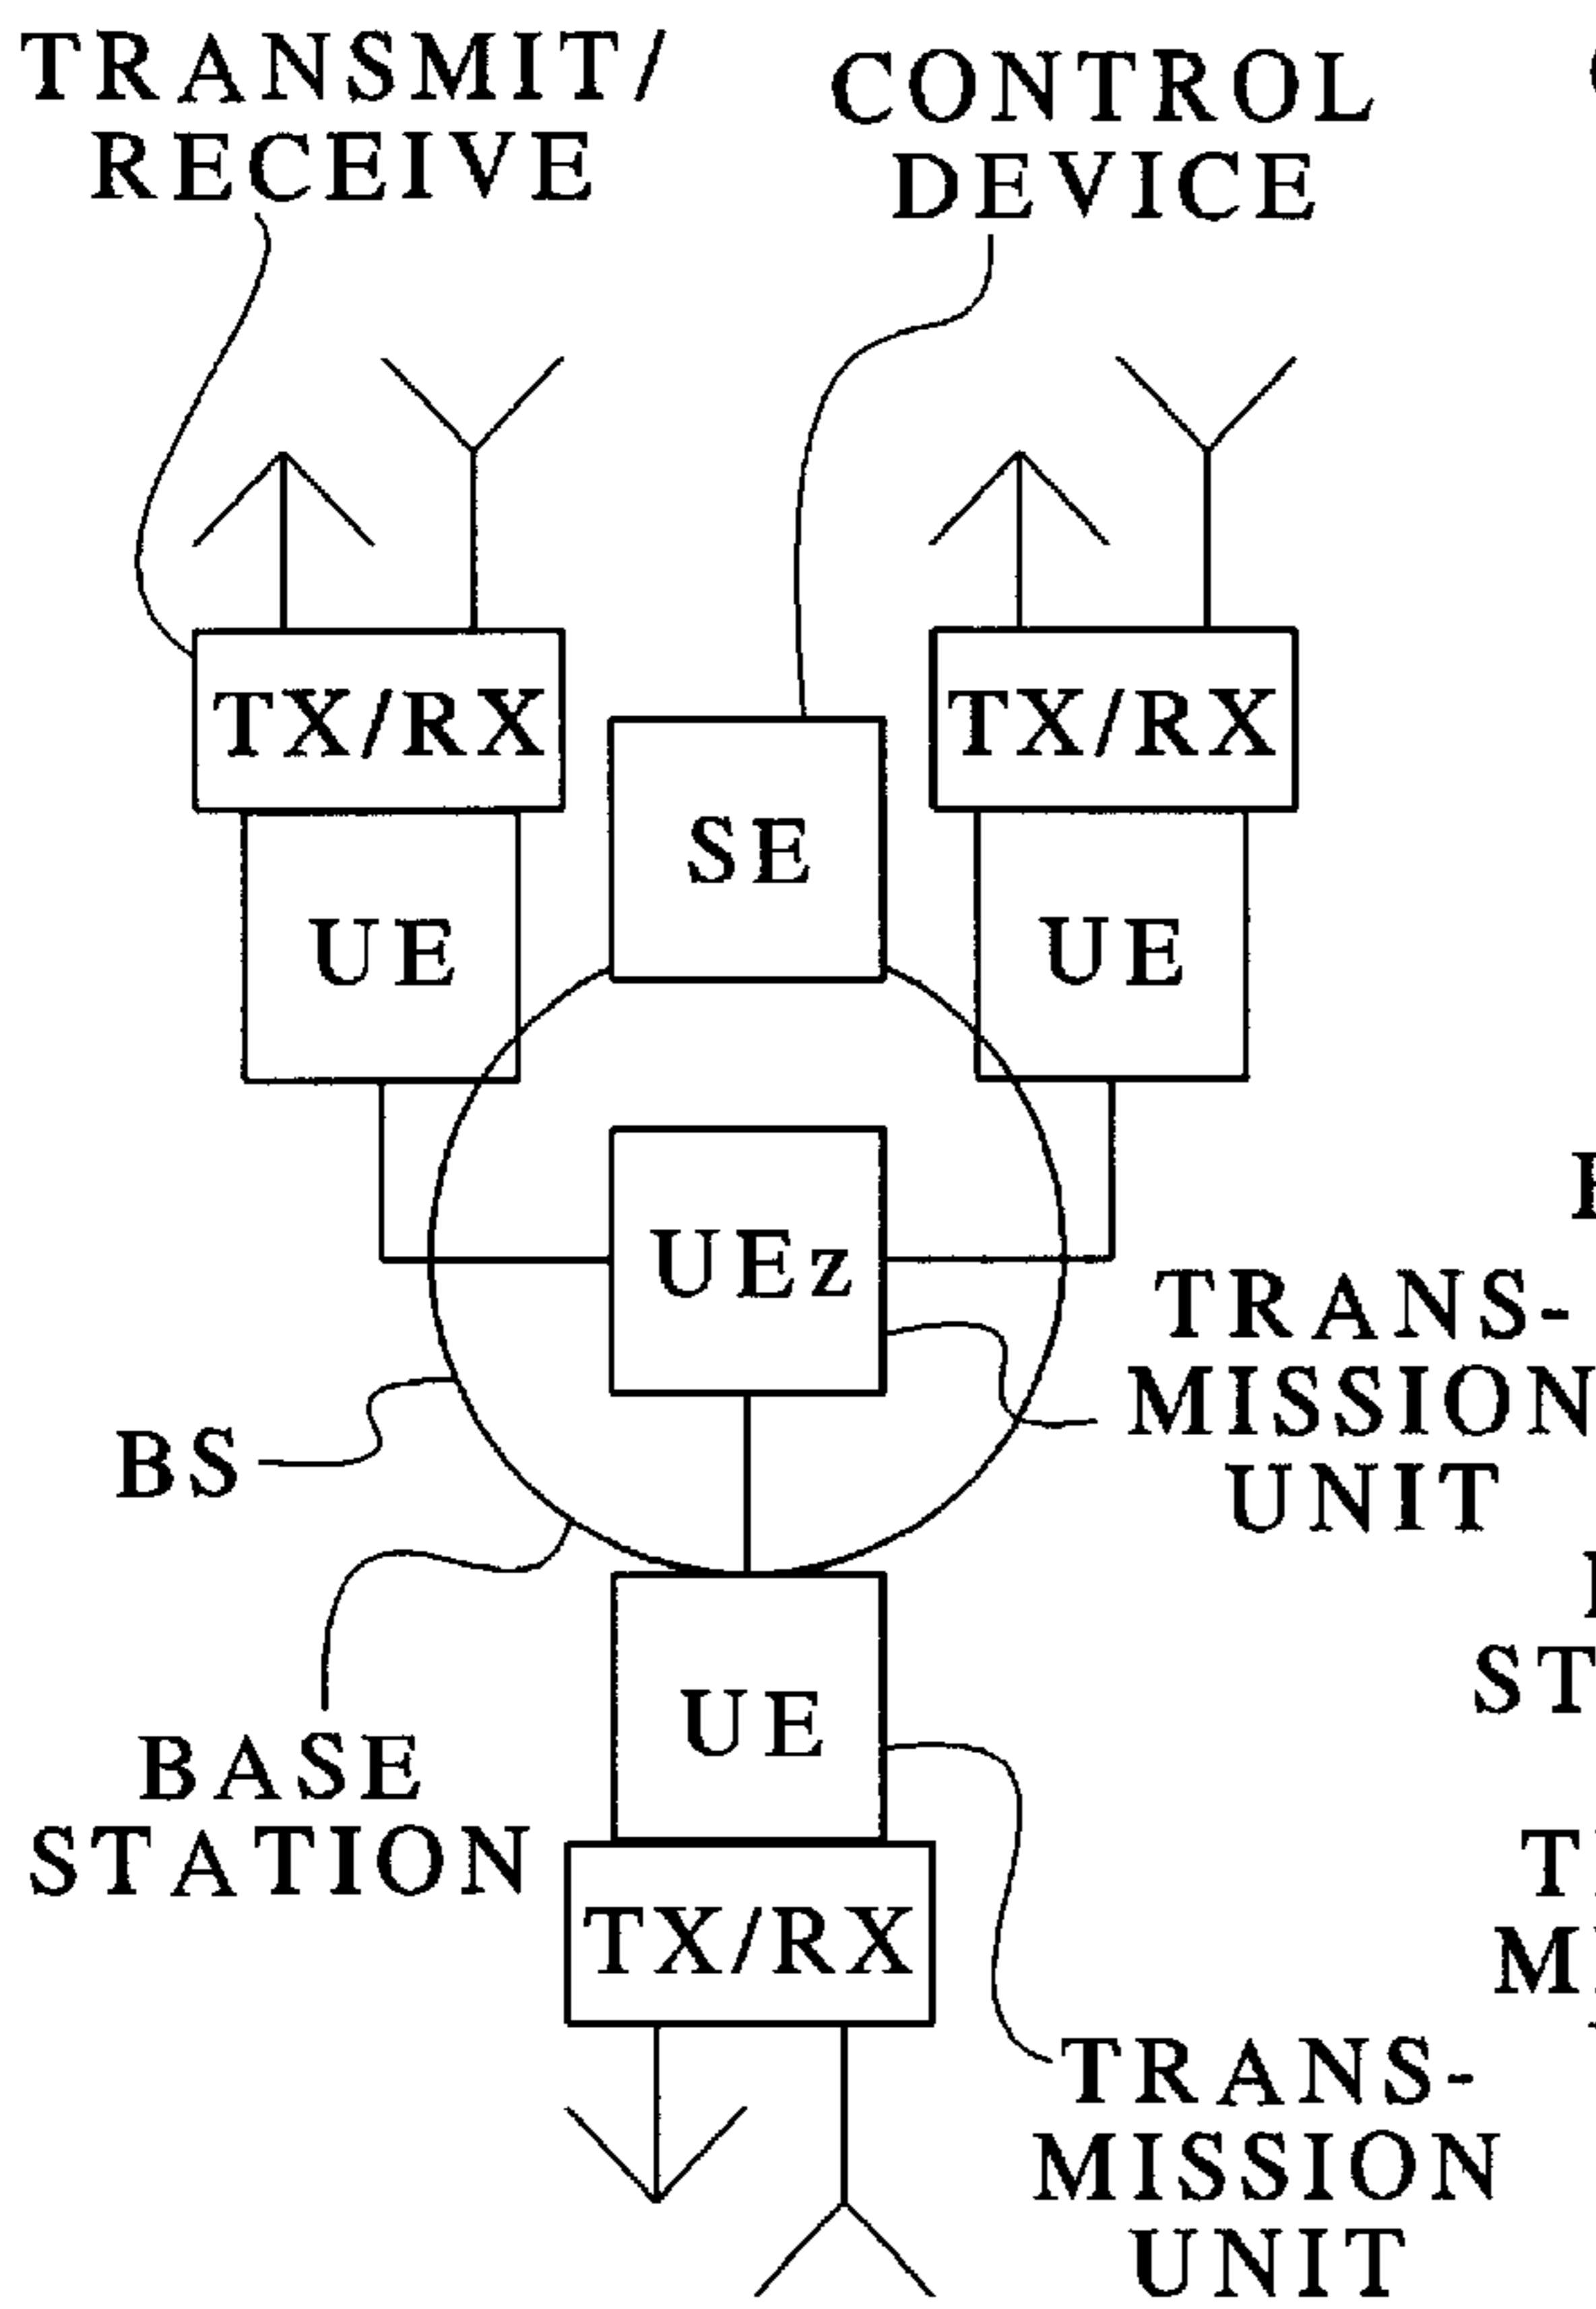 TRANSMIT/
RECEIVE
CONTROL
DEVICE
TX/RX
TX/RX
SE
UE
UE
UEz
TRANS-
MISSION
UNIT
BS
UE
BASE
STATION
TX/RX
TRANS-
MISSION
UNIT